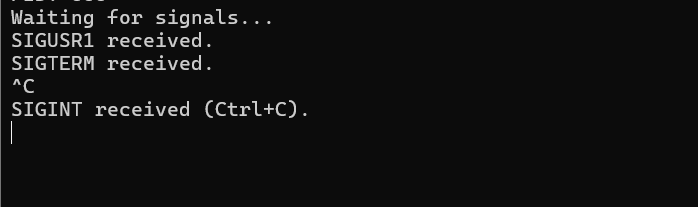 Waiting for signals...
SIGUSR1 received.
SIGTERM received.
^C
SIGINT received (Ctrl+C).